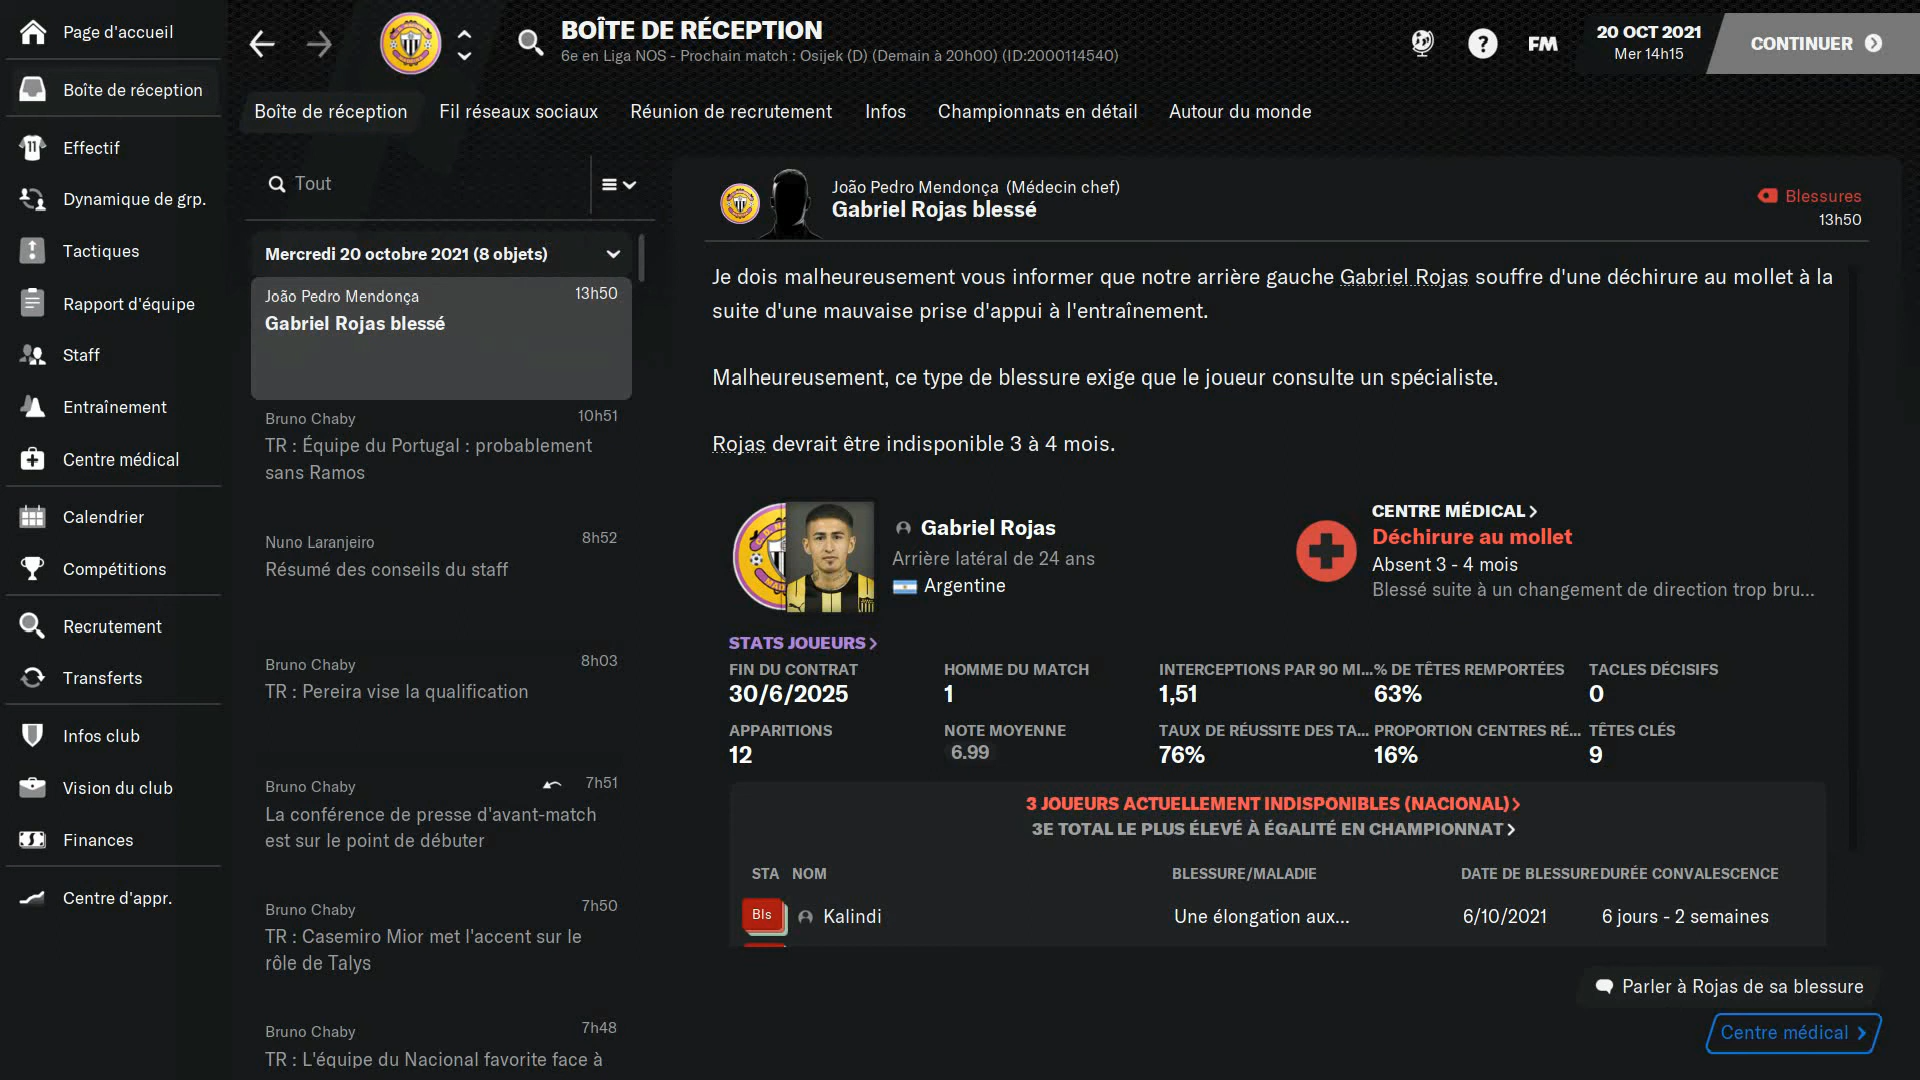 Page d'accueil
Boîte de réception
Effectif
Dynamique de grp.
Tactiques
Rapport d'équipe
Staff
Entraînement
Centre médical
Calendrier
Compétitions
Recrutement
Transferts
Infos club
Vision du club
Finances
Centre d'appr.
BOÎTE DE RÉCEPTION
6e en Liga NOS - Prochain match : Osijek (D) (Demain à 20h00) (ID:2000114540)
FM
20 OCT 2021
Mer 14h15
CONTINUER
Boîte de réception
Fil réseaux sociaux
Réunion de recrutement
Infos
Championnats en détail
Autour du monde
Tout
Mercredi 20 octobre 2021 (8 objets)
João Pedro Mendonça 13h50
Gabriel Rojas blessé
Bruno Chaby 10h51
TR : Équipe du Portugal : probablement
sans Ramos
Nuno Laranjeiro 8h52
Résumé des conseils du staff
Bruno Chaby 8h03
TR : Pereira vise la qualification
Bruno Chaby 7h51
La conférence de presse d'avant-match
est sur le point de débuter
Bruno Chaby 7h50
TR : Casemiro Mior met l'accent sur le
rôle de Talys
Bruno Chaby 7h48
TR : L'équipe du Nacional favorite face à
João Pedro Mendonça (Médecin chef)
Gabriel Rojas blessé
Blessures
13h50
Je dois malheureusement vous informer que notre arrière gauche Gabriel Rojas souffre d'une déchirure au mollet à la
suite d'une mauvaise prise d'appui à l'entraînement.
Malheureusement, ce type de blessure exige que le joueur consulte un spécialiste.
Rojas devrait être indisponible 3 à 4 mois.
Gabriel Rojas
Arrière latéral de 24 ans
Argentine
CENTRE MÉDICAL
Déchirure au mollet
Absent 3 - 4 mois
Blessé suite à un changement de direction trop bru...
STATS JOUEURS
FIN DU CONTRAT HOMME DU MATCH INTERCEPTIONS PAR 90 MI... % DE TÊTES REMPORTÉES TACLES DÉCISIFS
30/6/2025 1 1,51 63% 0
APPARITIONS NOTE MOYENNE TAUX DE RÉUSSITE DES TA... PROPORTION CENTRES RÉ... TÊTES CLÉS
12 6.99 76% 16% 9
3 JOUEURS ACTUELLEMENT INDISPONIBLES (NACIONAL)
3E TOTAL LE PLUS ÉLEVÉ À ÉGALITÉ EN CHAMPIONNAT
STA NOM BLESSURE/MALADIE DATE DE BLESSURE DURÉE CONVALESCENCE
Bls Kalindi Une élongation aux... 6/10/2021 6 jours - 2 semaines
Parler à Rojas de sa blessure
Centre médical